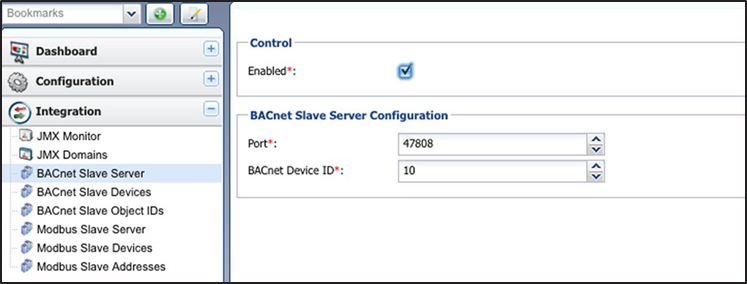 Bookmarks
Dashboard
Configuration
Integration
JMX Monitor
JMX Domains
BACnet Slave Server
BACnet Slave Devices
BACnet Slave Object IDs
Modbus Slave Server
Modbus Slave Devices
Modbus Slave Addresses
Control
Enabled*:
BACnet Slave Server Configuration
Port*: 47808
BACnet Device ID*: 10